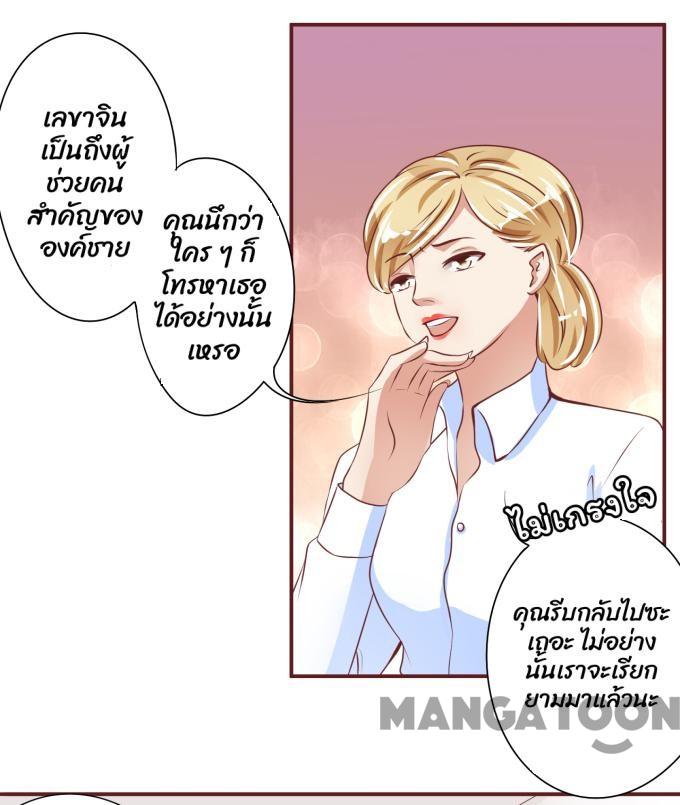 เลขาจิน
เป็นถึงผู้
ช่วยคน
สำคัญของ
องค์ชาย
คุณนึกว่า
ใคร ๆ ก็
โทรหาเธอ
ได้อย่างนั้น
เหรอ
ไม่เกรงใจ
คุณรีบกลับไปซะ
เถอะ ไม่อย่าง
นั้นเราจะเรียก
ยามมาแล้วนะ
MANGATOON